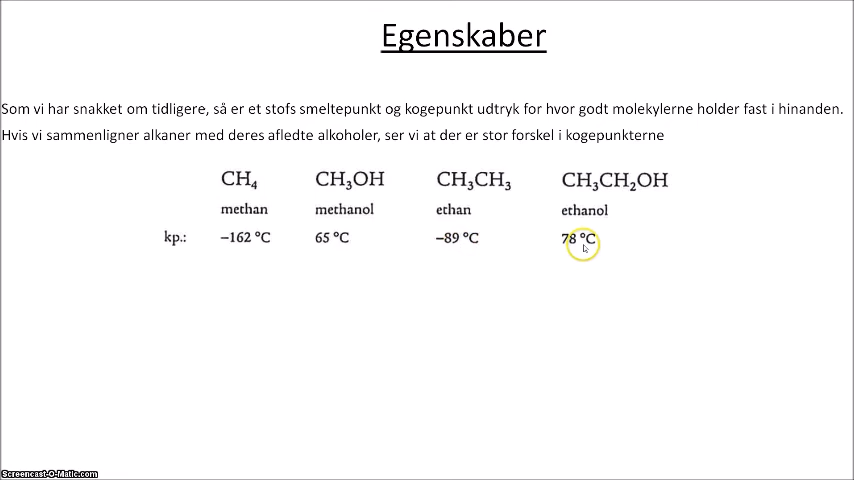 Egenskaber
Som vi har snakket om tidligere, så er et stofs smeltepunkt og kogepunkt udtryk for hvor godt molekylerne holder fast i hinanden.
Hvis vi sammenligner alkaner med deres afledte alkoholer, ser vi at der er stor forskel i kogepunkterne
CH₄ CH₃OH CH₃CH₃ CH₃CH₂OH
methan methanol ethan ethanol
kp.: –162 °C 65 °C –89 °C 78 °C
Screencast-O-Matic.com